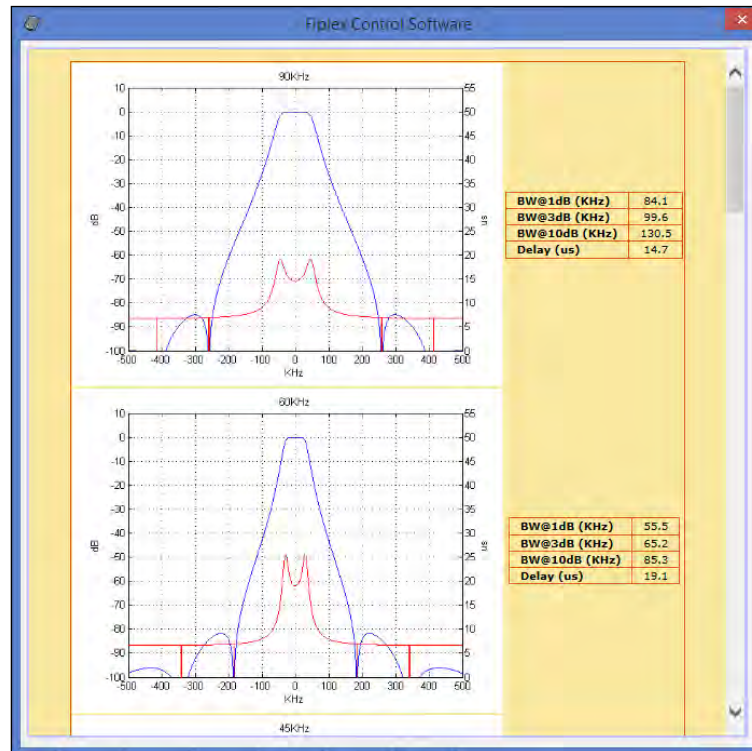 Fiplex Control Software
×
90KHz
10
0
-10
-20
-30
-40
-50
-60
-70
-80
-90
-100
dB
55
50
45
40
35
30
25
20
15
10
5
0
us
-500 -400 -300 -200 -100 0 100 200 300 400 500
KHz
BW@1dB (KHz) 84.1
BW@3dB (KHz) 99.6
BW@10dB (KHz) 130.5
Delay (us) 14.7
60KHz
10
0
-10
-20
-30
-40
-50
-60
-70
-80
-90
-100
dB
55
50
45
40
35
30
25
20
15
10
5
0
us
-500 -400 -300 -200 -100 0 100 200 300 400 500
KHz
BW@1dB (KHz) 55.5
BW@3dB (KHz) 65.2
BW@10dB (KHz) 85.3
Delay (us) 19.1
45KHz